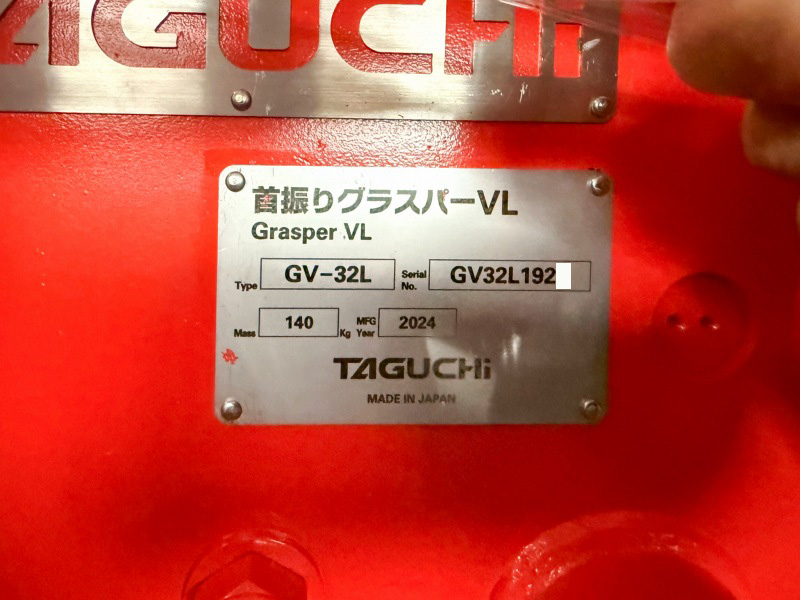 TAGUCHi
首振りグラスパーVL
Grasper VL
Type GV-32L Serial No. GV32L192
Mass 140 Kg MFG Year 2024
TAGUCHi
MADE IN JAPAN